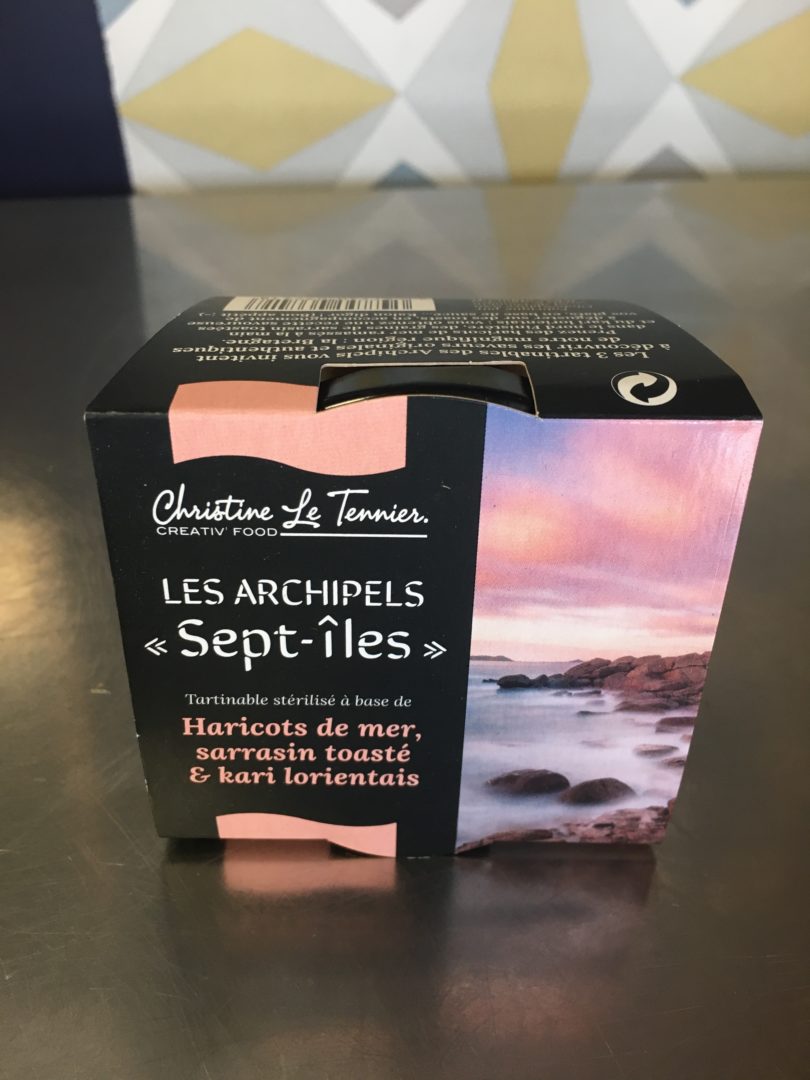 Les 3 tartinables des Archipels vous invitent
à découvrir les saveurs originales et authentiques
de notre magnifique région : la Bretagne.
Christine Le Tennier.
CREATIV' FOOD
LES ARCHIPELS
« Sept-îles »
Tartinable stérilisé à base de
Haricots de mer,
sarrasin toasté
& kari lorientais